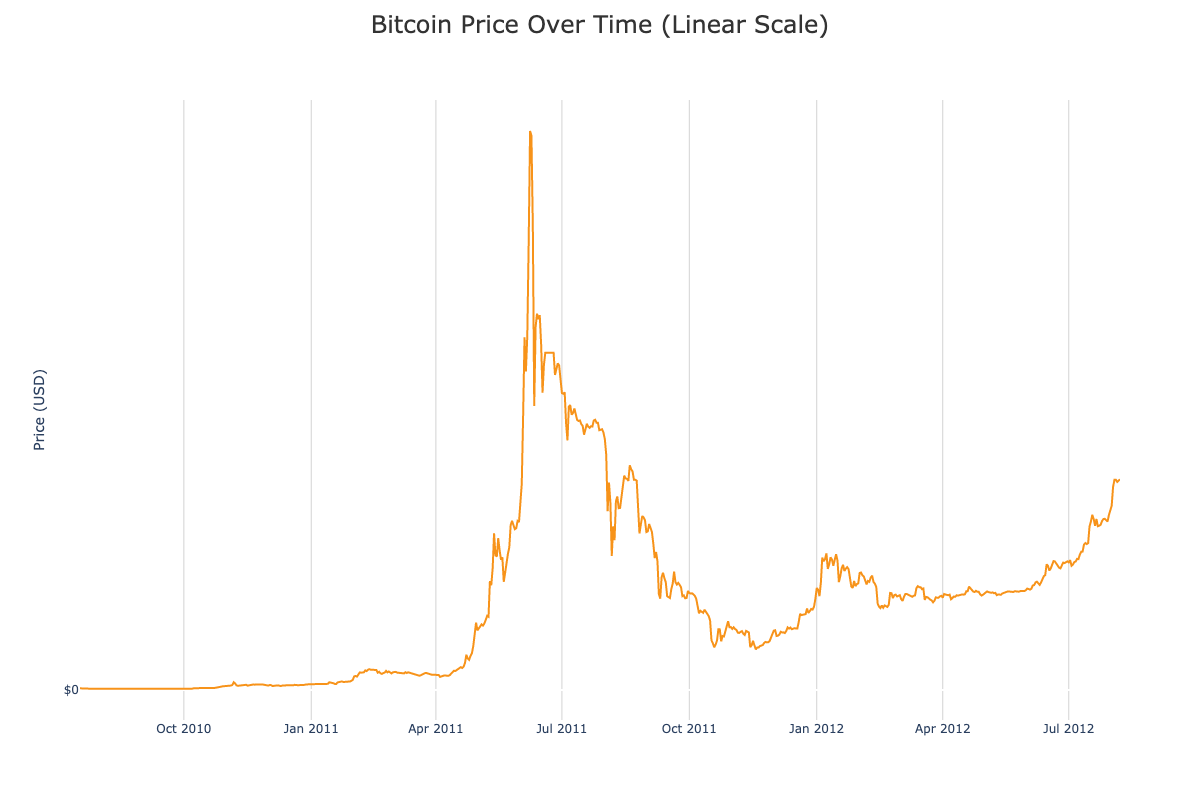 Bitcoin Price Over Time (Linear Scale)
Price (USD)
$0
Oct 2010
Jan 2011
Apr 2011
Jul 2011
Oct 2011
Jan 2012
Apr 2012
Jul 2012